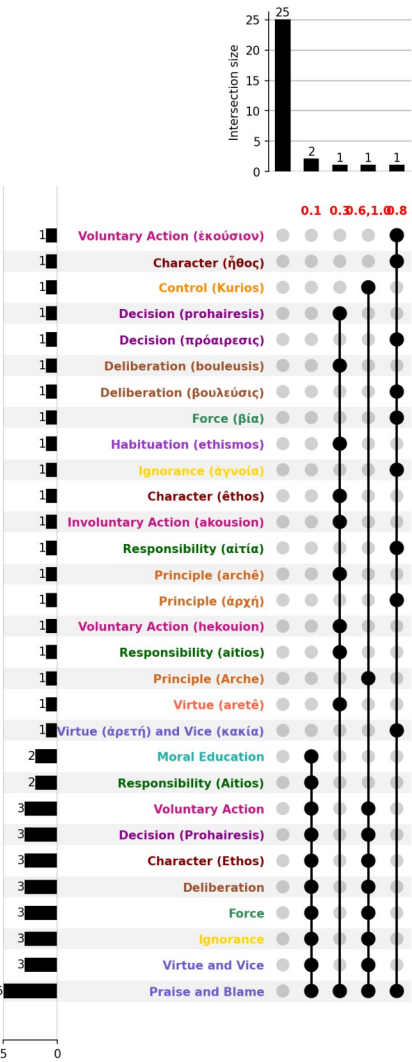 25
25
20
15
10
5
0
Intersection size
2
1
1
1
0.1
0.3
0.6,1.0
0.8
1 Voluntary Action (ἑκούσιον)
1 Character (ἦθος)
1 Control (Kurios)
1 Decision (prohairesis)
1 Decision (πρόαιρεσις)
1 Deliberation (bouleusis)
1 Deliberation (βουλεύσις)
1 Force (βία)
1 Habituation (ethismos)
1 Ignorance (ἄγνοια)
1 Character (êthos)
1 Involuntary Action (akousion)
1 Responsibility (αἰτία)
1 Principle (archê)
1 Principle (ἀρχή)
1 Voluntary Action (hekouion)
1 Responsibility (aitios)
1 Principle (Arche)
1 Virtue (aretê)
1 Virtue (ἀρετή) and Vice (κακία)
2 Moral Education
2 Responsibility (Aitios)
3 Voluntary Action
3 Decision (Prohairesis)
3 Character (Ethos)
3 Deliberation
3 Force
3 Ignorance
3 Virtue and Vice
Praise and Blame
5 0